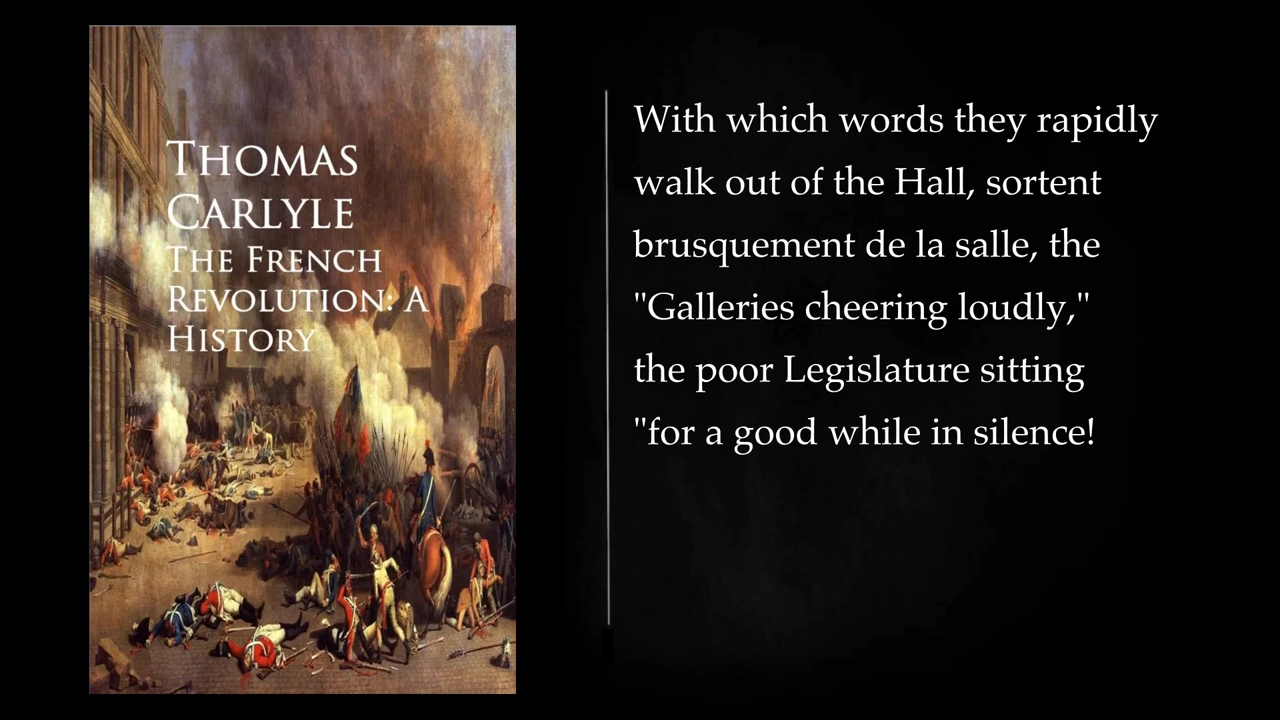 THOMAS
CARLYLE
THE FRENCH
REVOLUTION: A
HISTORY
With which words they rapidly
walk out of the Hall, sortent
brusquement de la salle, the
"Galleries cheering loudly,"
the poor Legislature sitting
"for a good while in silence!